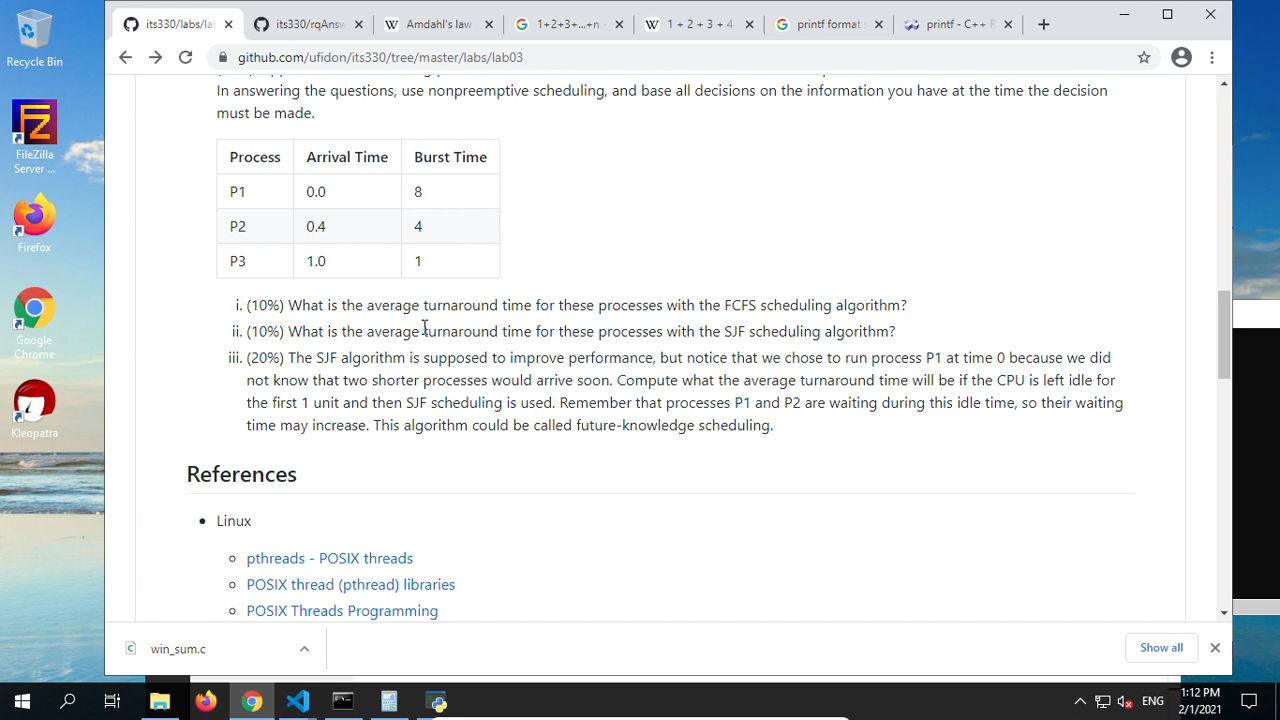 Recycle Bin
FileZilla
Server ...
Firefox
Google
Chrome
Kleopatra
its330/labs/la
its330/rqAnsw
Amdahl's law
1+2+3+...+n -
1 + 2 + 3 + 4
printf format
printf - C++ R
github.com/ufidon/its330/tree/master/labs/lab03
In answering the questions, use nonpreemptive scheduling, and base all decisions on the information you have at the time the decision
must be made.
Process Arrival Time Burst Time
P1 0.0 8
P2 0.4 4
P3 1.0 1
i. (10%) What is the average turnaround time for these processes with the FCFS scheduling algorithm?
ii. (10%) What is the average turnaround time for these processes with the SJF scheduling algorithm?
iii. (20%) The SJF algorithm is supposed to improve performance, but notice that we chose to run process P1 at time 0 because we did
not know that two shorter processes would arrive soon. Compute what the average turnaround time will be if the CPU is left idle for
the first 1 unit and then SJF scheduling is used. Remember that processes P1 and P2 are waiting during this idle time, so their waiting
time may increase. This algorithm could be called future-knowledge scheduling.
References
Linux
pthreads - POSIX threads
POSIX thread (pthread) libraries
POSIX Threads Programming
win_sum.c
Show all
ENG
1:12 PM
2/1/2021